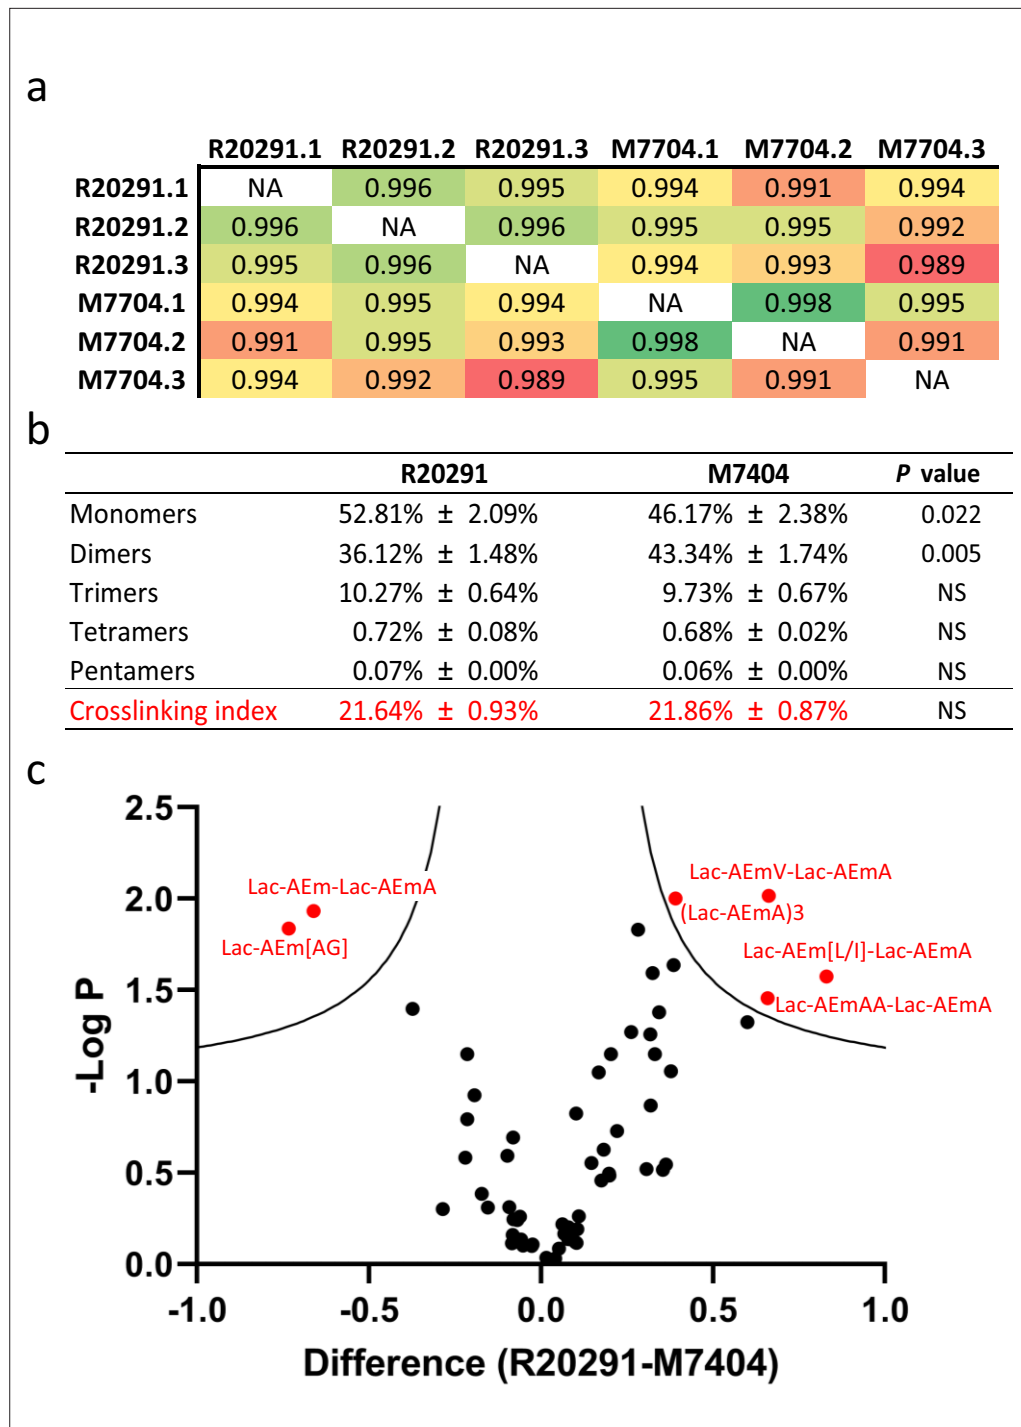 a
R20291.1 R20291.2 R20291.3 M7704.1 M7704.2 M7704.3
R20291.1 NA 0.996 0.995 0.994 0.991 0.994
R20291.2 0.996 NA 0.996 0.995 0.995 0.992
R20291.3 0.995 0.996 NA 0.994 0.993 0.989
M7704.1 0.994 0.995 0.994 NA 0.998 0.995
M7704.2 0.991 0.995 0.993 0.998 NA 0.991
M7704.3 0.994 0.992 0.989 0.995 0.991 NA
b
R20291 M7404 P value
Monomers 52.81% ± 2.09% 46.17% ± 2.38% 0.022
Dimers 36.12% ± 1.48% 43.34% ± 1.74% 0.005
Trimers 10.27% ± 0.64% 9.73% ± 0.67% NS
Tetramers 0.72% ± 0.08% 0.68% ± 0.02% NS
Pentamers 0.07% ± 0.00% 0.06% ± 0.00% NS
Crosslinking index 21.64% ± 0.93% 21.86% ± 0.87% NS
c
2.5
2.0
1.5
1.0
0.5
0.0
-Log P
Lac-AEm-Lac-AEmA
Lac-AEm[AG]
Lac-AEmV-Lac-AEmA
(Lac-AEmA)3
Lac-AEm[L/I]-Lac-AEmA
Lac-AEmAA-Lac-AEmA
-1.0 -0.5 0.0 0.5 1.0
Difference (R20291-M7404)